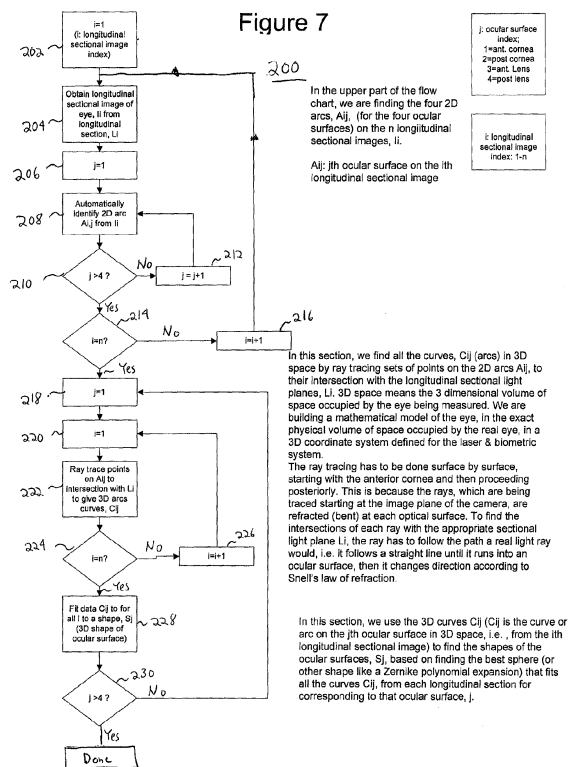 Figure 7
i=1
(i: longitudinal
sectional image
index)
202
200
j: ocular surface
index;
1=ant. cornea
2=post cornea
3=ant. Lens
4=post lens
Obtain longitudinal
sectional image of
eye, Ii from
longitudinal
section, Li
204
In the upper part of the flow
chart, we are finding the four 2D
arcs, Aij, (for the four ocular
surfaces) on the n longiitudinal
sectional images, Ii.
Aij: jth ocular surface on the ith
longitudinal sectional image
i: longitudinal
sectional image
index: 1-n
j=1
206
Automatically
Identify 2D arc
Ai,j from Ii
208
j >4 ?
210
No
j = j+1
212
Yes
i=n?
214
No
i=i+1
216
Yes
In this section, we find all the curves, Cij (arcs) in 3D
space by ray tracing sets of points on the 2D arcs Aij, to
their intersection with the longitudinal sectional light
planes, Li. 3D space means the 3 dimensional volume of
space occupied by the eye being measured. We are
building a mathematical model of the eye, in the exact
physical volume of space occupied by the real eye, in a
3D coordinate system defined for the laser & biometric
system.
The ray tracing has to be done surface by surface,
starting with the anterior cornea and then proceeding
posteriorly. This is because the rays, which are being
traced starting at the image plane of the camera, are
refracted (bent) at each optical surface. To find the
intersections of each ray with the appropriate sectional
light plane Li, the ray has to follow the path a real light ray
would, i.e. it follows a straight line until it runs into an
ocular surface, then it changes direction according to
Snell's law of refraction.
j=1
218
i=1
220
Ray trace points
on Aij to
intersection with Li
to give 3D arcs
curves, Cij
222
i=n?
224
No
i=i+1
226
Yes
Fit data Cij to for
all I to a shape, Sj
(3D shape of
ocular surface)
228
In this section, we use the 3D curves Cij (Cij is the curve or
arc on the jth ocular surface in 3D space, i.e. , from the ith
longitudinal sectional image) to find the shapes of the
ocular surfaces, Sj, based on finding the best sphere (or
other shape like a Zernike polynomial expansion) that fits
all the curves Cij, from each longitudinal section for
corresponding to that ocular surface, j.
j >4 ?
230
No
Yes
Done